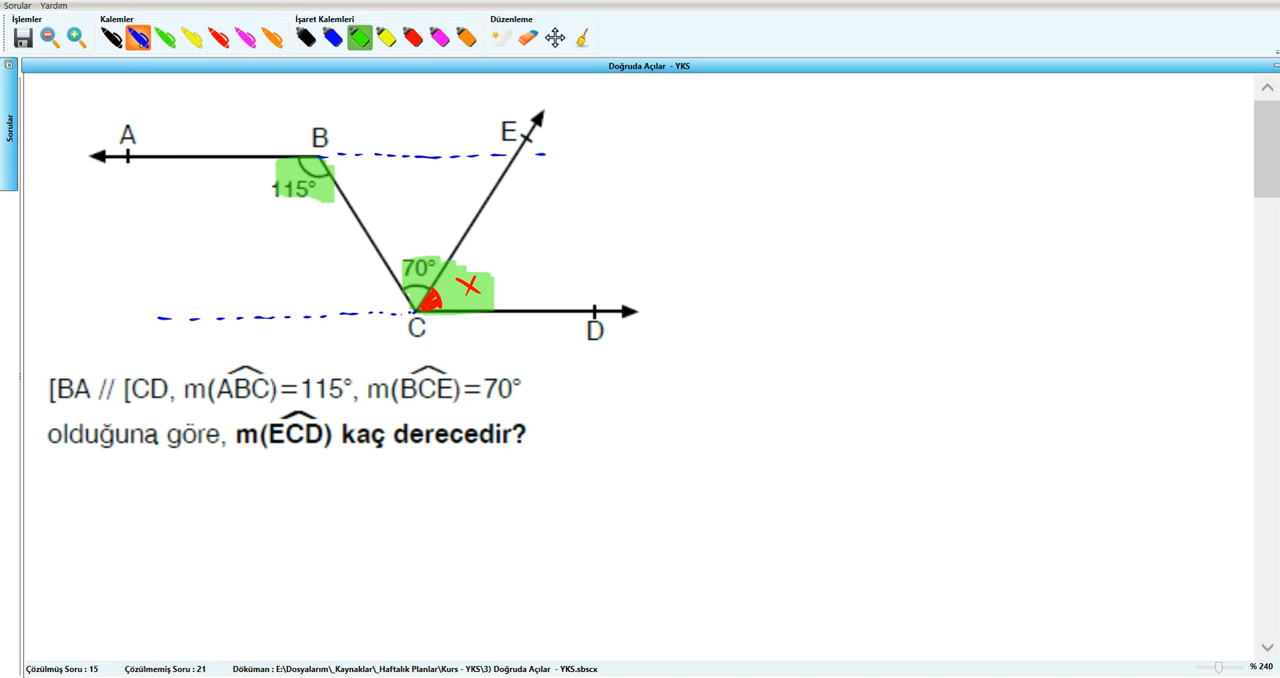 Sorular Yardım
İşlemler Kalemler İşaret Kalemleri Düzenleme
Doğruda Açılar - YKS
Sorular
A B E
115°
70° x
C D
[BA // [CD, m(ABC)=115°, m(BCE)=70°
olduğuna göre, m(ECD) kaç derecedir?
Çözülmüş Soru : 15 Çözülmemiş Soru : 21 Döküman : E:\Dosyalarım\_Kaynaklar\_Haftalık Planlar\Kurs - YKS\3) Doğruda Açılar - YKS.sbscx % 240